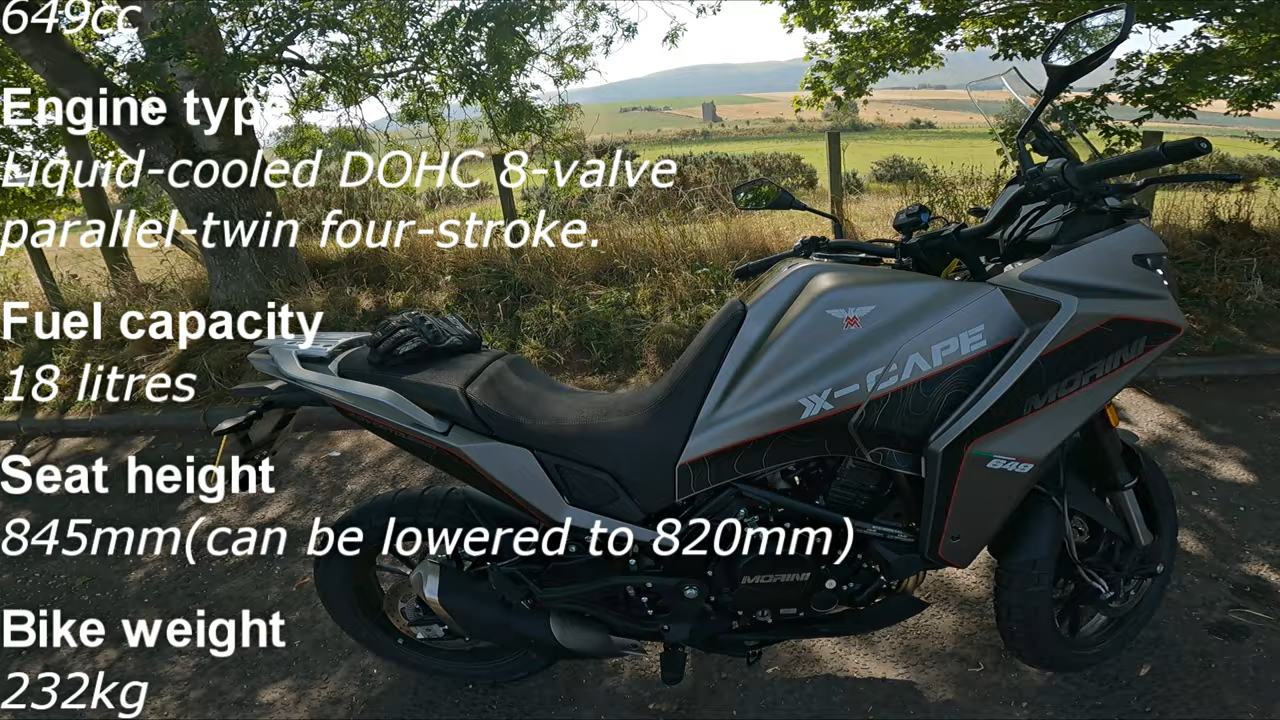 649cc
Engine type
Liquid-cooled DOHC 8-valve
parallel-twin four-stroke.
Fuel capacity
18 litres
Seat height
845mm(can be lowered to 820mm)
Bike weight
232kg
X-CAPE
MORINI
649
MORINI